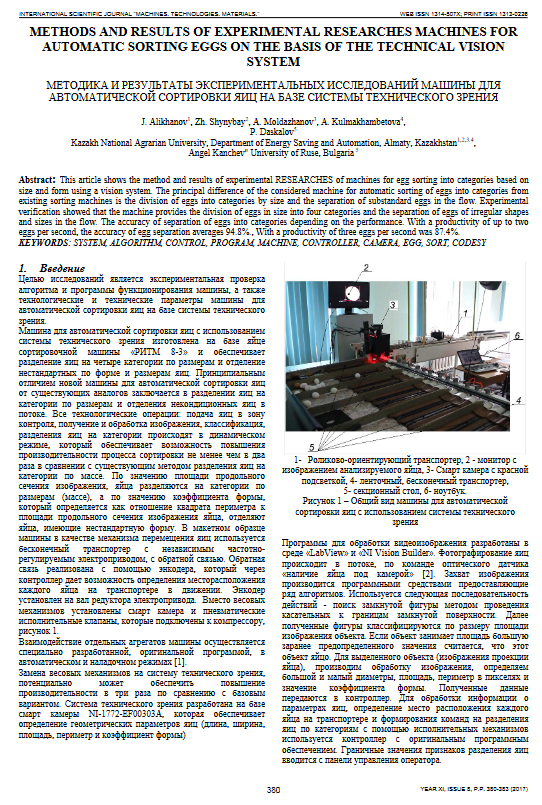 INTERNATIONAL SCIENTIFIC JOURNAL "MACHINES. TECHNOLOGIES. MATERIALS."
WEB ISSN 1314-507X; PRINT ISSN 1313-0226
METHODS AND RESULTS OF EXPERIMENTAL RESEARCHES MACHINES FOR
AUTOMATIC SORTING EGGS ON THE BASIS OF THE TECHNICAL VISION
SYSTEM
МЕТОДИКА И РЕЗУЛЬТАТЫ ЭКСПЕРИМЕНТАЛЬНЫХ ИССЛЕДОВАНИЙ МАШИНЫ ДЛЯ
АВТОМАТИЧЕСКОЙ СОРТИРОВКИ ЯИЦ НА БАЗЕ СИСТЕМЫ ТЕХНИЧЕСКОГО ЗРЕНИЯ
J. Alikhanov1, Zh. Shynybay2, A. Moldazhanov3, A. Kulmakhambetova4,
P. Daskalov5
Kazakh National Agrarian University, Department of Energy Saving and Automation, Almaty, Kazakhstan1,2,3,4,
Angel Kanchev" University of Ruse, Bulgaria 5
Abstract: This article shows the method and results of experimental RESEARCHES of machines for egg sorting into categories based on
size and form using a vision system. The principal difference of the considered machine for automatic sorting of eggs into categories from
existing sorting machines is the division of eggs into categories by size and the separation of substandard eggs in the flow. Experimental
verification showed that the machine provides the division of eggs in size into four categories and the separation of eggs of irregular shapes
and sizes in the flow. The accuracy of separation of eggs into categories depending on the performance. With a productivity of up to two
eggs per second, the accuracy of egg separation averages 94.8%., With a productivity of three eggs per second was 87.4%.
KEYWORDS: SYSTEM, ALGORITHM, CONTROL, PROGRAM, MACHINE, CONTROLLER, CAMERA, EGG, SORT, CODESY
1. Введение
Целью исследований является экспериментальная проверка
алгоритма и программы функционирования машины, а также
технологические и технические параметры машины для
автоматической сортировки яиц на базе системы технического
зрения.
Машина для автоматической сортировки яиц с использованием
системы технического зрения изготовлена на базе яйце
сортировочной машины «РИТМ 8-3» и обеспечивает
разделение яиц на четыре категории по размерам и отделение
нестандартных по форме и размерам яиц. Принципиальным
отличием новой машины для автоматической сортировки яиц
от существующих аналогов заключается в разделении яиц на
категории по размерам и отделения некондиционных яиц в
потоке. Все технологические операции: подача яиц в зону
контроля, получение и обработка изображения, классификация,
разделения яиц на категории происходят в динамическом
режиме, который обеспечивает возможность повышения
производительности процесса сортировки не менее чем в два
раза в сравнении с существующим методом разделения яиц на
категории по массе. По значению площади продольного
сечения изображения, яйца разделяются на категории по
размерам (массе), а по значению коэффициента формы,
который определяется как отношение квадрата периметра к
площади продольного сечения изображения яйца, отделяют
яйца, имеющие нестандартную форму. В макетном образце
машины в качестве механизма перемещения яиц используется
бесконечный транспортер с независимым частотно-
регулируемым электроприводом, с обратной связью. Обратная
связь реализована с помощью энкодера, который через
контроллер дает возможность определения месторасположения
каждого яйца на транспортере в движении. Энкодер
установлен на вал редуктора электропривода. Вместо весовых
механизмов установлены смарт камера и пневматические
исполнительные клапаны, которые подключены к компрессору,
рисунок 1.
Взаимодействие отдельных агрегатов машины осуществляется
специально разработанной, оригинальной программой, в
автоматическом и наладочном режимах [1].
Замена весовых механизмов на систему технического зрения,
потенциально может обеспечить повышение
производительности в три раза по сравнению с базовым
вариантом. Система технического зрения разработана на базе
смарт камеры NI-1772-EF00303A, которая обеспечивает
определение геометрических параметров яиц (длина, ширина,
площадь, периметр и коэффициент формы)
2
3
1
6
4
5
1- Роликово-ориентирующий транспортер, 2 - монитор с
изображением анализируемого яйца, 3- Смарт камера с красной
подсветкой, 4- ленточный, бесконечный транспортер,
5- секционный стол, 6- ноутбук.
Рисунок 1 – Общий вид машины для автоматической
сортировки яиц с использованием системы технического
зрения
Программы для обработки видеоизображения разработаны в
среде «LabView» и «NI Vision Builder». Фотографирование яиц
происходит в потоке, по команде оптического датчика
«наличие яйца под камерой» [2]. Захват изображения
производится программными средствами предоставляющие
ряд алгоритмов. Используется следующая последовательность
действий - поиск замкнутой фигуры методом проведения
касательных к границам замкнутой поверхности. Далее
полученные фигуры классифицируются по размеру площади
изображения объекта. Если объект занимает площадь большую
заранее предопределенного значения считается, что этот
объект яйцо. Для выделенного объекта (изображения проекции
яйца), производим обработку изображения, определяем
большой и малый диаметры, площадь, периметр в пикселях и
значение коэффициента формы. Полученные данные
передаются в контроллер. Для обработки информации о
параметрах яиц, определение место расположения каждого
яйца на транспортере и формирования команд на разделения
яиц по категориям с помощью исполнительных механизмов
используется контроллер с оригинальным программным
обеспечением. Граничные значения признаков разделения яиц
вводится с панели управления оператора.
380
YEAR XI, ISSUE 8, P.P. 380-383 (2017)